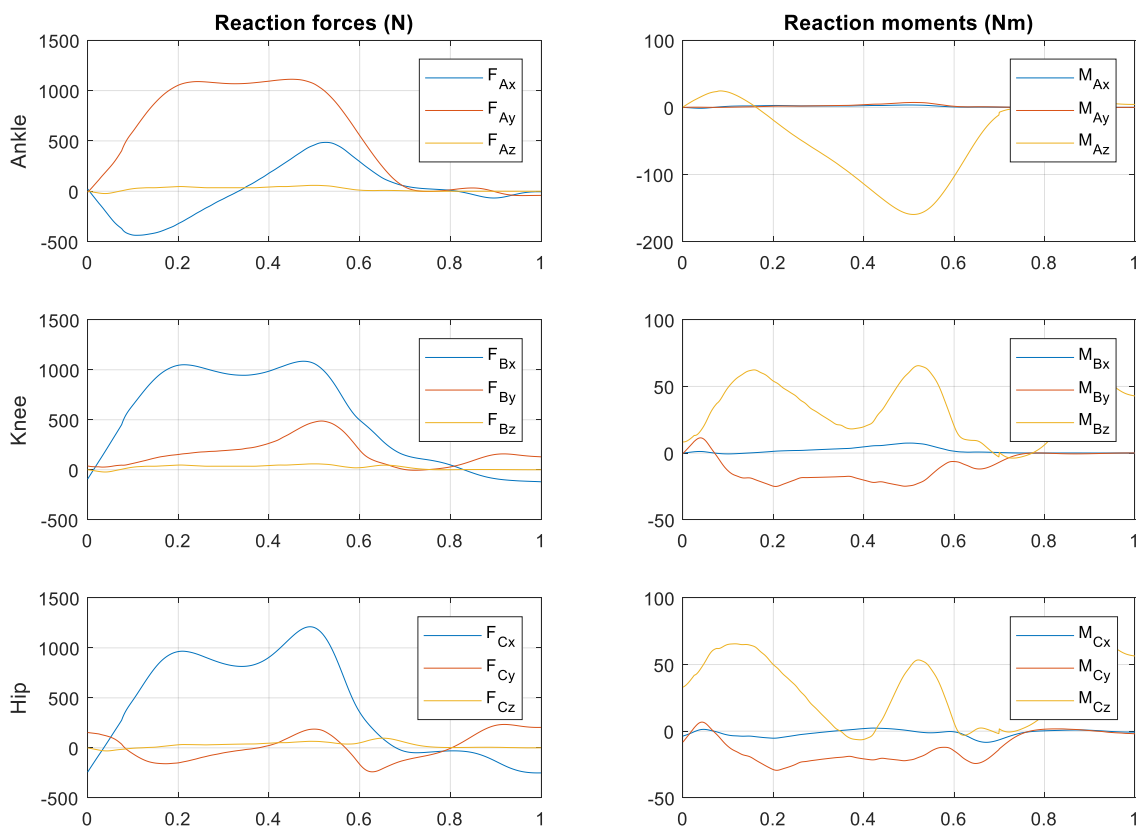 Reaction forces (N)
Reaction moments (Nm)
Ankle
1500
1000
500
0
-500
0 0.2 0.4 0.6 0.8 1
F_Ax
F_Ay
F_Az
100
0
-100
-200
0 0.2 0.4 0.6 0.8 1
M_Ax
M_Ay
M_Az
Knee
1500
1000
500
0
-500
0 0.2 0.4 0.6 0.8 1
F_Bx
F_By
F_Bz
100
50
0
-50
0 0.2 0.4 0.6 0.8 1
M_Bx
M_By
M_Bz
Hip
1500
1000
500
0
-500
0 0.2 0.4 0.6 0.8 1
F_Cx
F_Cy
F_Cz
100
50
0
-50
0 0.2 0.4 0.6 0.8 1
M_Cx
M_Cy
M_Cz